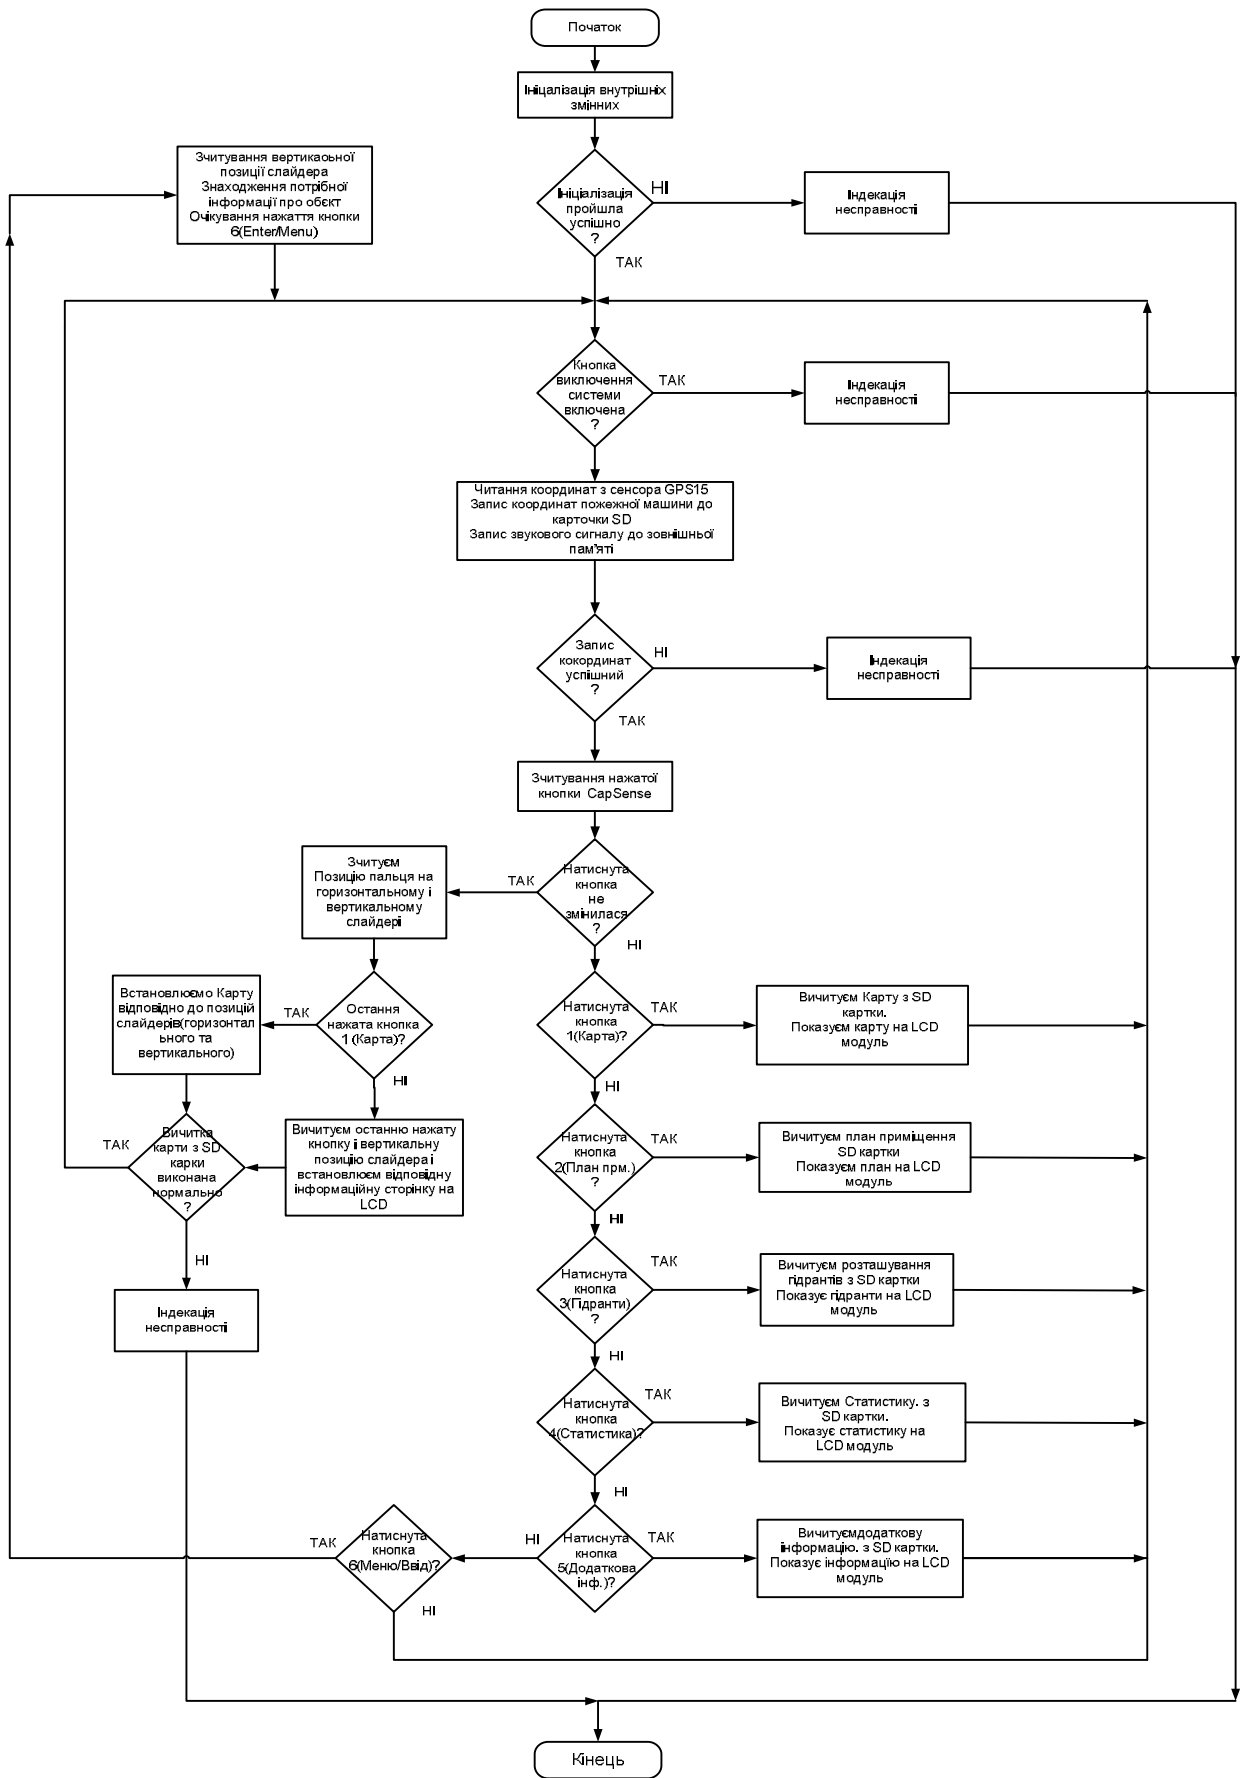 Початок
Ініцалізація внутрішніх
змінних
Зчитування вертикаоьної
позиції слайдера
Знаходження потрібної
інформації про обєкт
Очікування нажаття кнопки
6(Enter/Menu)
Ініціалізація
пройшла
успішно
?
НІ
Індекація
несправності
ТАК
Кнопка
виключення
системи
включена
?
ТАК
Індекація
несправності
Читання координат з сенсора GPS15
Запис координат пожежної машини до
карточки SD
Запис звукового сигналу до зовнішньої
пам'яті
Запис
кокординат
успішний
?
НІ
Індекація
несправності
ТАК
Зчитування нажатої
кнопки CapSense
Натиснута
кнопка
не
змінилася
?
ТАК
Зчитуєм
Позицію пальця на
горизонтальному і
вертикальному
слайдері
НІ
Встановлюємо Карту
відповідно до позицій
слайдерів(горизонтал
ьного та
вертикального)
ТАК
Остання
нажата кнопка
1 (Карта)?
НІ
Натиснута
кнопка
1(Карта)?
ТАК
Вичитуєм Карту з SD
картки.
Показуєм карту на LCD
модуль
НІ
Вичитка
карти з SD
карки
виконана
нормально
?
ТАК
Вичитуєм останню нажату
кнопку і вертикальну
позицію слайдера і
встановлюєм відповідну
інформаційну сторінку на
LCD
Натиснута
кнопка
2(План прм.)
?
ТАК
Вичитуєм план приміщення
SD картки
Показуєм план на LCD
модуль
НІ
НІ
Індекація
несправності
Натиснута
кнопка
3(Гідранти)
?
ТАК
Вичитуєм розташування
гідрантів з SD картки
Показує гідранти на LCD
модуль
НІ
Натиснута
кнопка
4(Статистика)?
ТАК
Вичитуєм Статистику. з
SD картки.
Показує статистику на
LCD модуль
НІ
Натиснута
кнопка
5(Додаткова
інф.)?
ТАК
Вичитуємдодаткову
інформацію. з SD картки.
Показує інформаціїю на LCD
модуль
НІ
Натиснута
кнопка
6(Меню/Ввід)?
ТАК
НІ
Кінець